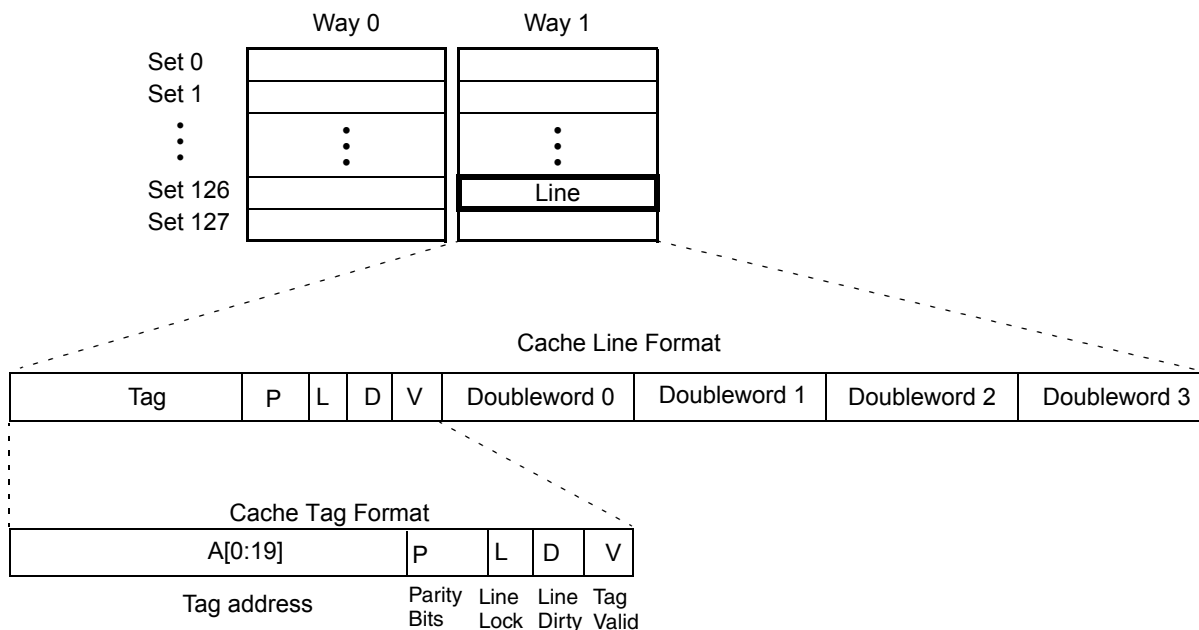 Way 0 Way 1
Set 0
Set 1
Set 126 Line
Set 127
Cache Line Format
Tag P L D V Doubleword 0 Doubleword 1 Doubleword 2 Doubleword 3
Cache Tag Format
A[0:19] P L D V
Tag address
Parity Bits
Line Lock
Line Dirty
Tag Valid